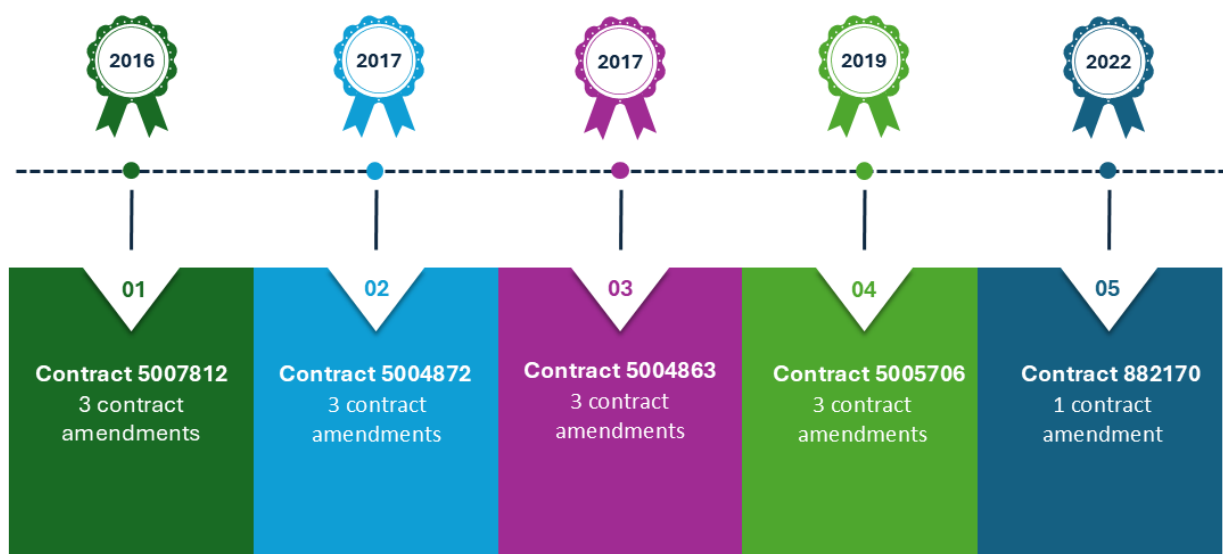 2016
2017
2017
2019
2022
01
02
03
04
05
Contract 5007812
3 contract
amendments
Contract 5004872
3 contract
amendments
Contract 5004863
3 contract
amendments
Contract 5005706
3 contract
amendments
Contract 882170
1 contract
amendment